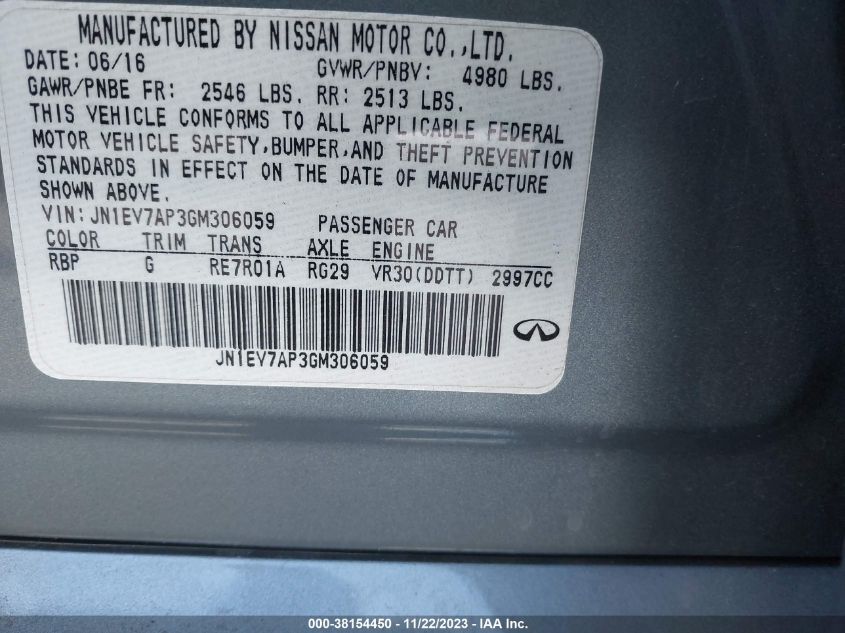 MANUFACTURED BY NISSAN MOTOR CO.,LTD.
DATE: 06/16 GVWR/PNBV: 4980 LBS.
GAWR/PNBE FR: 2546 LBS. RR: 2513 LBS.
THIS VEHICLE CONFORMS TO ALL APPLICABLE FEDERAL
MOTOR VEHICLE SAFETY,BUMPER,AND THEFT PREVENTION
STANDARDS IN EFFECT ON THE DATE OF MANUFACTURE
SHOWN ABOVE.
VIN: JN1EV7AP3GM306059 PASSENGER CAR
COLOR TRIM TRANS AXLE ENGINE
RBP G RE7R01A RG29 VR30(DDTT) 2997CC
JN1EV7AP3GM306059
000-38154450 - 11/22/2023 - IAAI.com